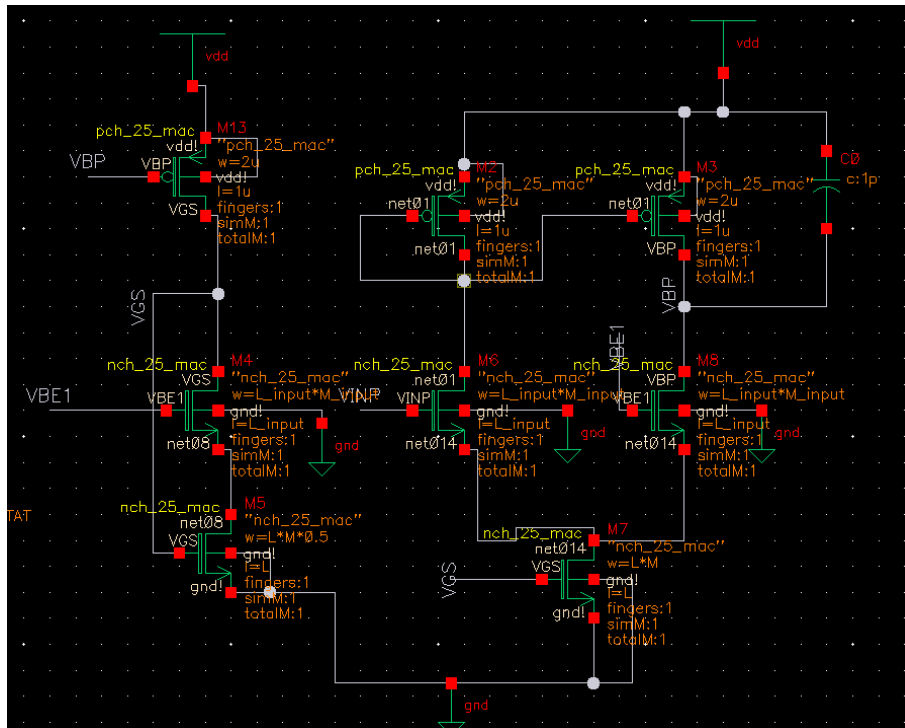 vdd
vdd
pch_25_mac
M13
"pch_25_mac"
w=2u
l=1u
fingers:1
simM:1
totalM:1
VBP
vdd!
VBP
vdd!
VGS
pch_25_mac
M2
"pch_25_mac"
w=2u
l=1u
fingers:1
simM:1
totalM:1
vdd!
net01
vdd!
net01
pch_25_mac
M3
"pch_25_mac"
w=2u
l=1u
fingers:1
simM:1
totalM:1
vdd!
net01
vdd!
VBP
C0
c:1p
VGS
VBP
VBE1
nch_25_mac
M4
"nch_25_mac"
w=L_input*M_input
l=L_input
fingers:1
simM:1
totalM:1
VGS
VBE1
VBE1
gnd!
net08
gnd
nch_25_mac
M6
"nch_25_mac"
w=L_input*M_input
l=L_input
fingers:1
simM:1
totalM:1
net01
VINP
VINP
gnd!
net014
gnd
nch_25_mac
M8
"nch_25_mac"
w=L_input*M_input
l=L_input
fingers:1
simM:1
totalM:1
VBP
VBE1
gnd!
net014
gnd
TAT
nch_25_mac
M5
"nch_25_mac"
w=L*M*0.5
l=L
fingers:1
simM:1
totalM:1
net08
VGS
gnd!
gnd!
nch_25_mac
M7
"nch_25_mac"
w=L*M
l=L
fingers:1
simM:1
totalM:1
net014
VGS
VGS
gnd!
gnd!
gnd